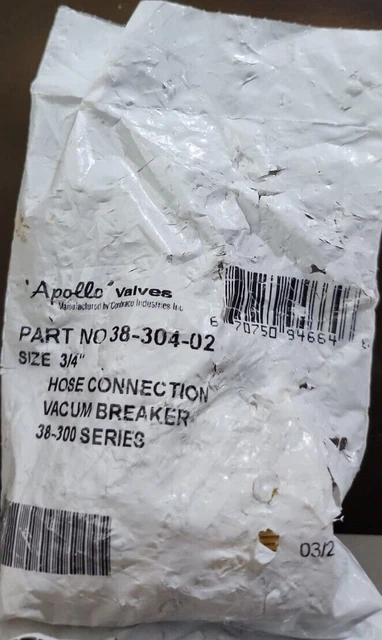 "Apollo" Valves
Manufactured by Conbraco Industries Inc.
6 70750 94664
PART NO 38-304-02
SIZE 3/4"
HOSE CONNECTION
VACUM BREAKER
38-300 SERIES
03/2